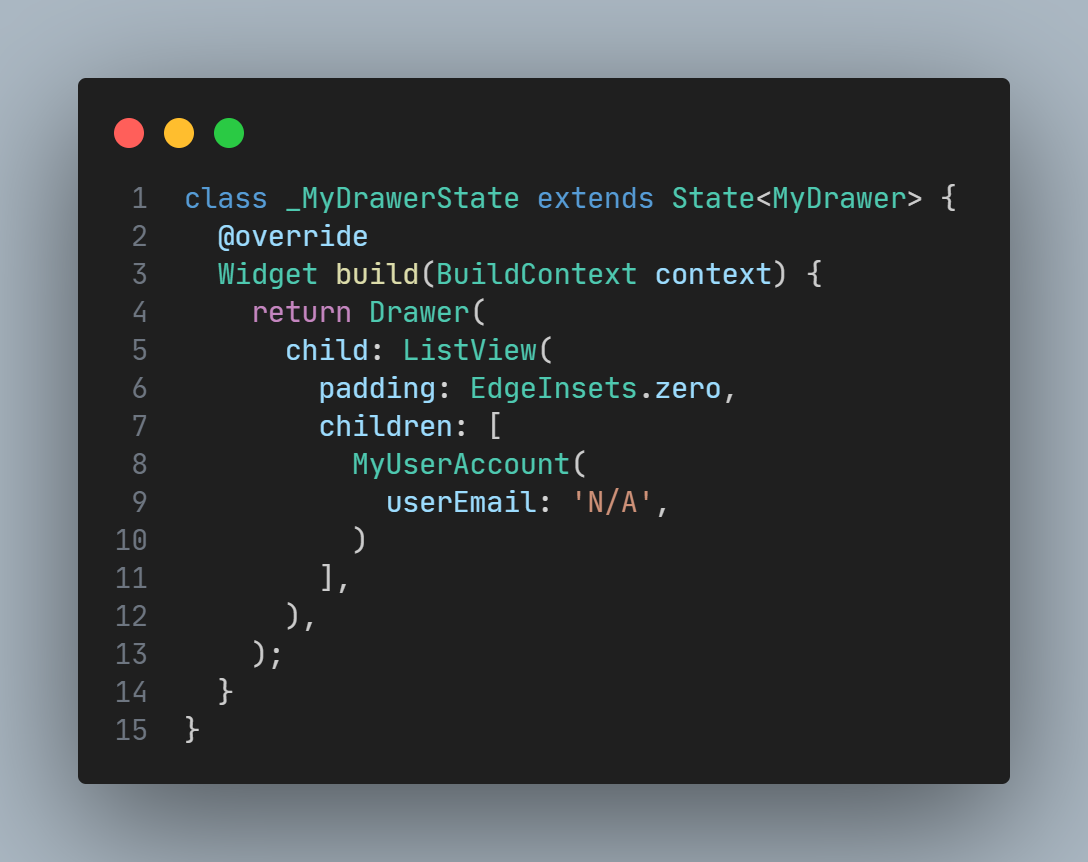 1 class _MyDrawerState extends State<MyDrawer> {
2   @override
3   Widget build(BuildContext context) {
4     return Drawer(
5       child: ListView(
6         padding: EdgeInsets.zero,
7         children: [
8           MyUserAccount(
9             userEmail: 'N/A',
10           )
11         ],
12       ),
13     );
14   }
15 }